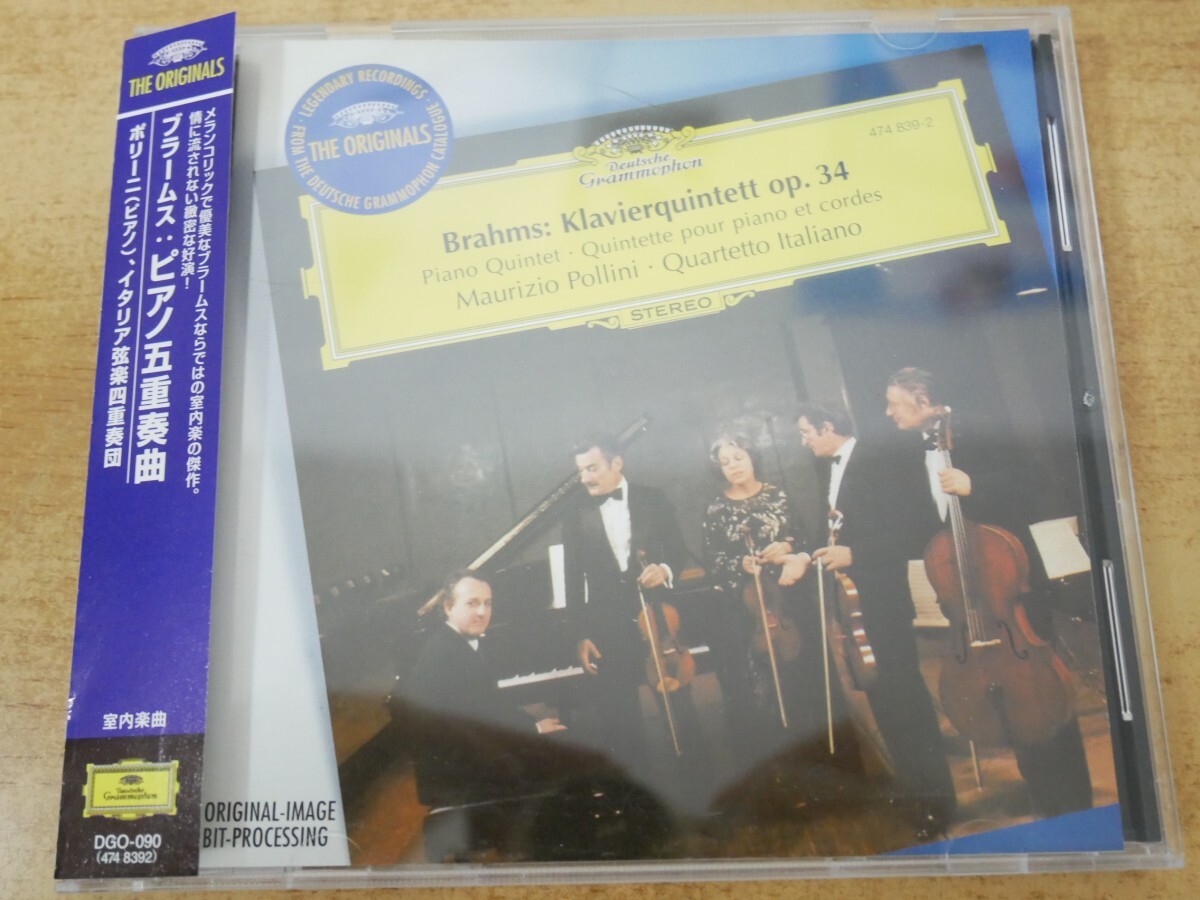 THE ORIGINALS
メランコリックで優美なブラームスならではの室内楽の傑作。
情に流されない緻密な好演!
ブラームス:ピアノ五重奏曲
ポリーニ(ピアノ)、イタリア弦楽四重奏団
室内楽曲
Deutsche
Grammophon
DGO-090
(474 8392)
LEGENDARY RECORDINGS
THE ORIGINALS
FROM THE DEUTSCHE GRAMMOPHON CATALOGUE
Deutsche
Grammophon
474 839-2
Brahms: Klavierquintett op. 34
Piano Quintet · Quintette pour piano et cordes
Maurizio Pollini · Quartetto Italiano
STEREO
ORIGINAL-IMAGE
BIT-PROCESSING